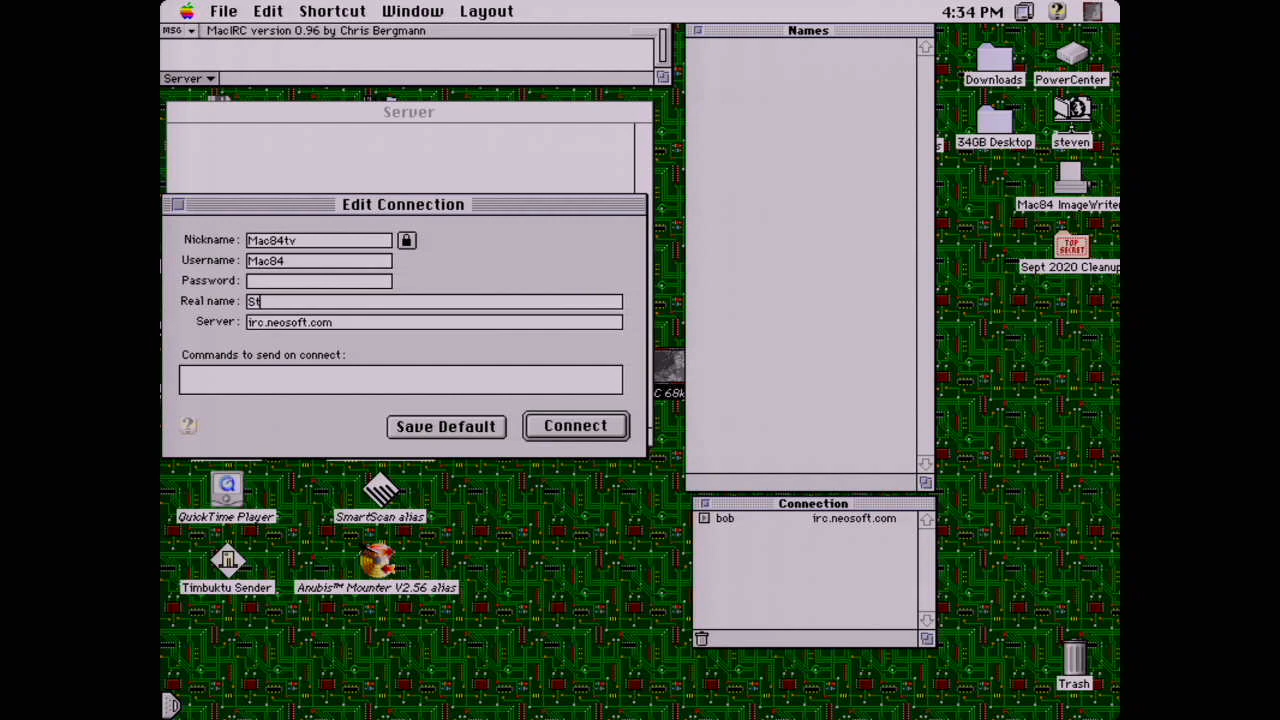 File Edit Shortcut Window Layout 4:34 PM
MSG MacIRC version 0.96 by Chris Bergmann
Server
Names
Downloads PowerCenter
34GB Desktop steven
Mac84 ImageWriter
TOP SECRET
Sept 2020 Cleanup
Server
Edit Connection
Nickname: Mac84tv
Username: Mac84
Password:
Real name: St
Server: irc.neosoft.com
Commands to send on connect:
? Save Default Connect
C 68k
Connection
bob irc.neosoft.com
QuickTime Player SmartScan alias
Timbuktu Sender Anubis™ Mounter V2.56 alias
Trash